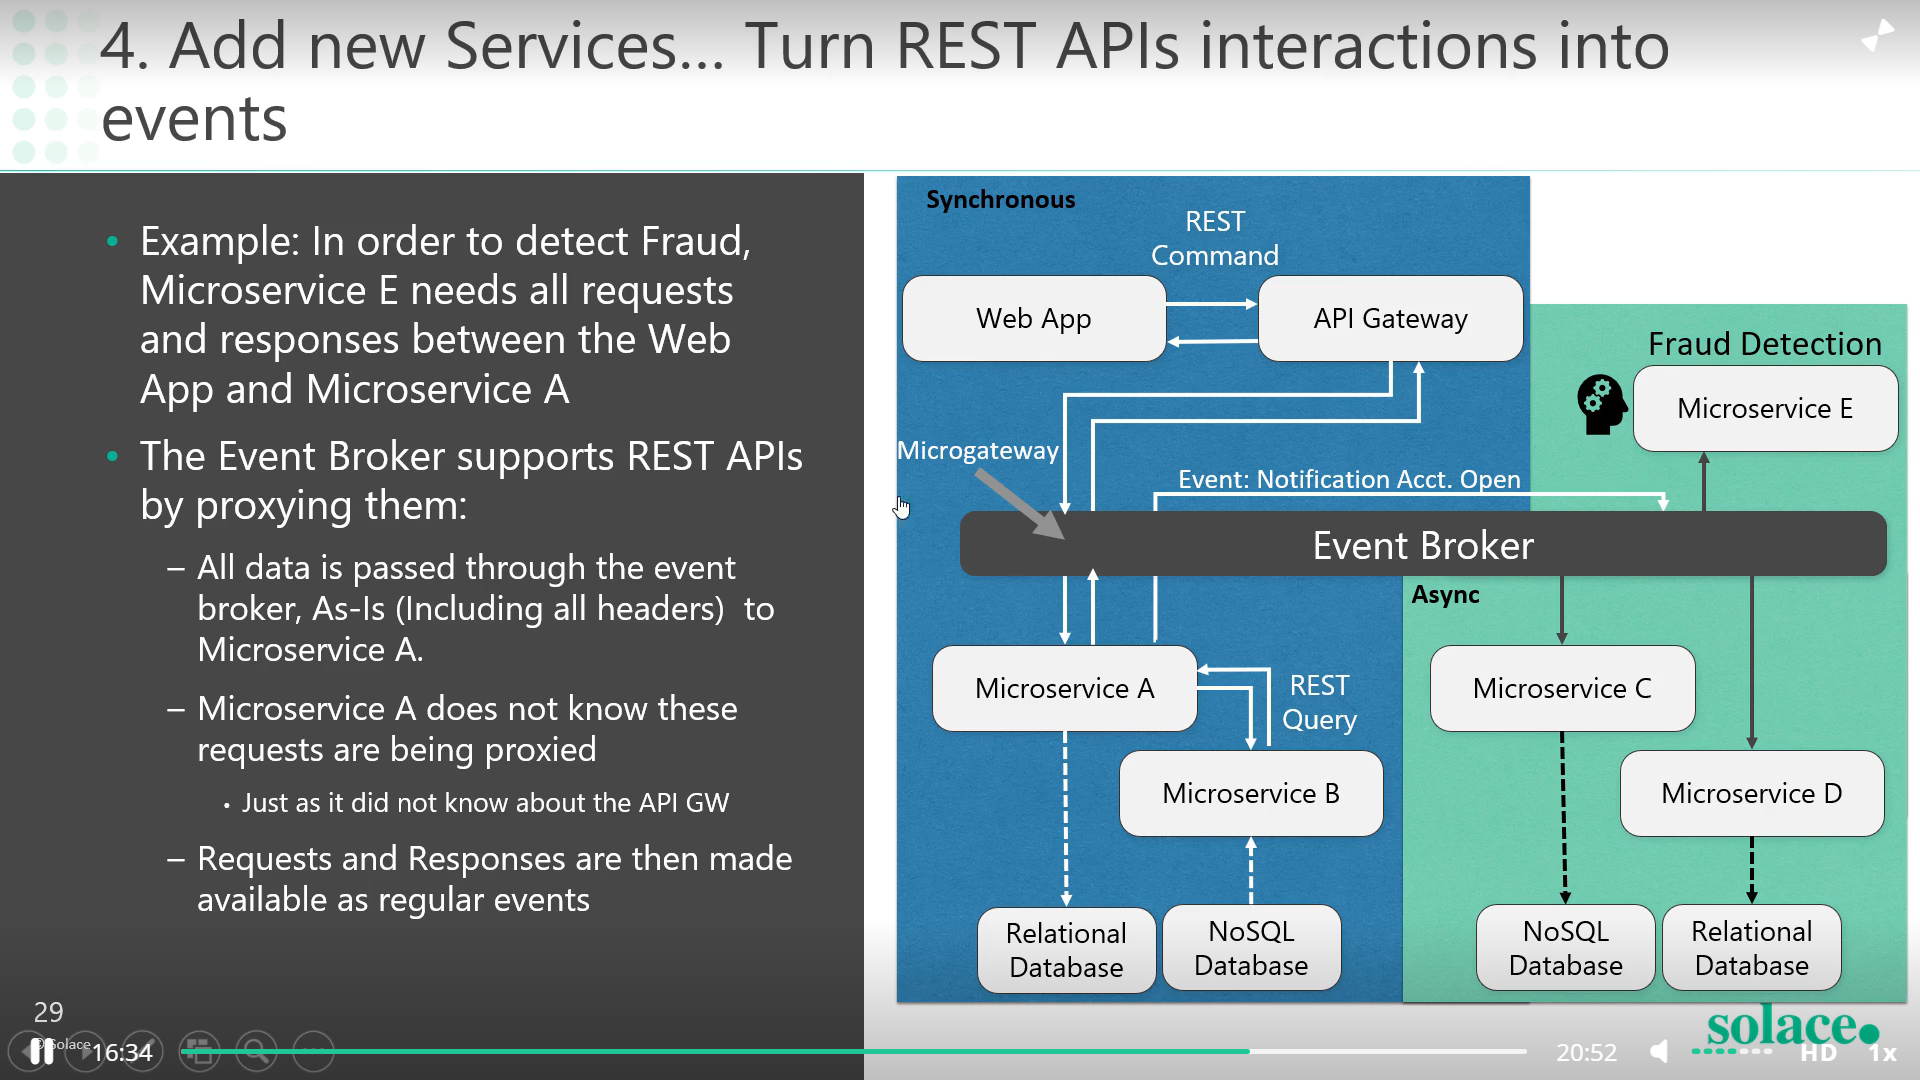 4. Add new Services... Turn REST APIs interactions into
events
• Example: In order to detect Fraud,
Microservice E needs all requests
and responses between the Web
App and Microservice A
• The Event Broker supports REST APIs
by proxying them:
– All data is passed through the event
broker, As-Is (Including all headers) to
Microservice A.
– Microservice A does not know these
requests are being proxied
• Just as it did not know about the API GW
– Requests and Responses are then made
available as regular events
Synchronous
REST
Command
Web App
API Gateway
Fraud Detection
Microservice E
Microgateway
Event: Notification Acct. Open
Event Broker
Async
Microservice A
REST
Query
Microservice C
Microservice B
Microservice D
Relational
Database
NoSQL
Database
NoSQL
Database
Relational
Database
29
© Solace
solace.
16:34
20:52
HD
1x